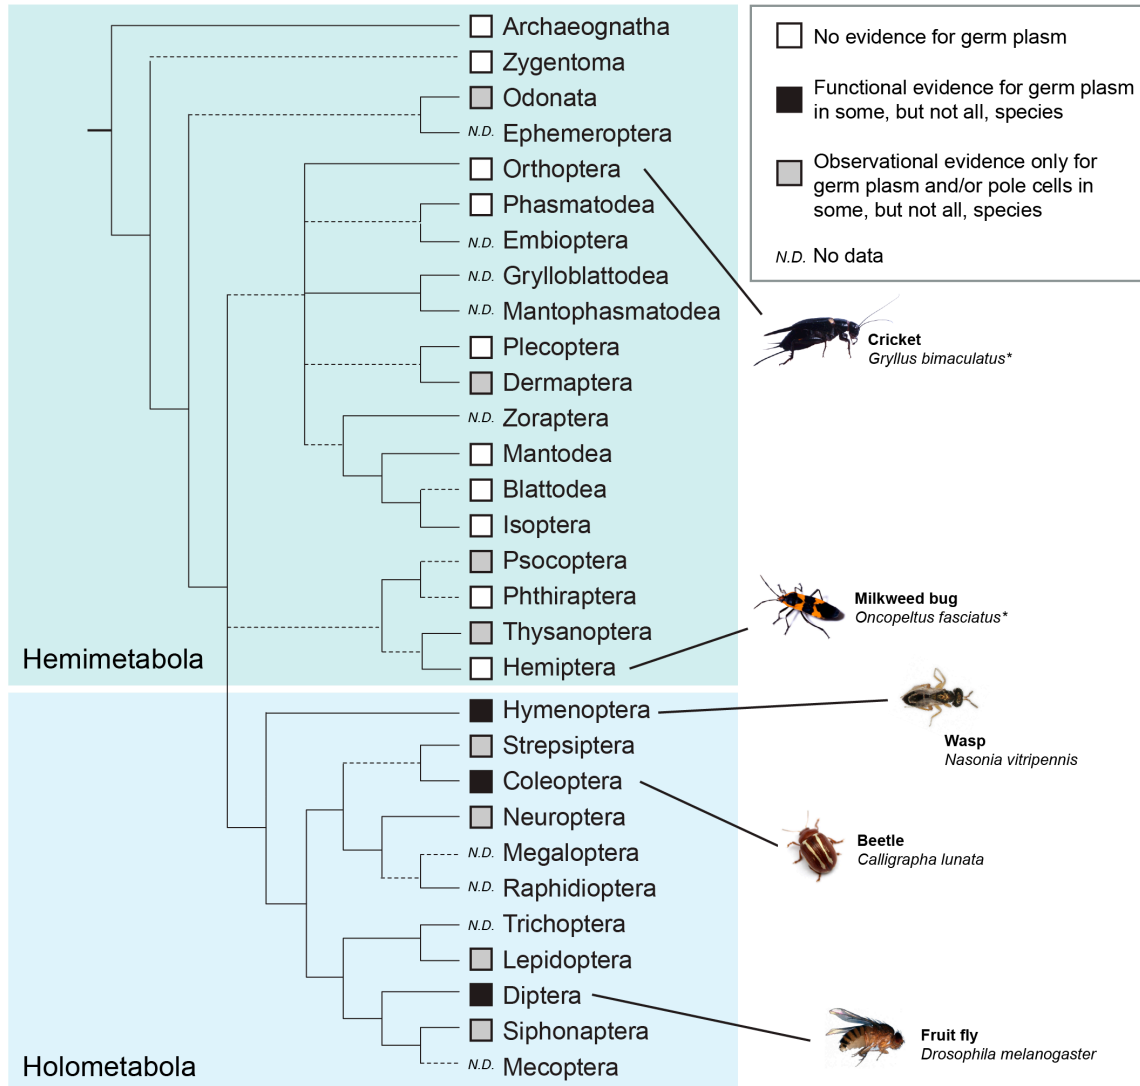 Archaeognatha
Zygentoma
Odonata
N.D. Ephemeroptera
Orthoptera
Phasmatodea
N.D. Embioptera
N.D. Grylloblattodea
N.D. Mantophasmatodea
Plecoptera
Dermaptera
N.D. Zoraptera
Mantodea
Blattodea
Isoptera
Psocoptera
Phthiraptera
Thysanoptera
Hemiptera
Hemimetabola
Hymenoptera
Strepsiptera
Coleoptera
Neuroptera
N.D. Megaloptera
N.D. Raphidioptera
N.D. Trichoptera
Lepidoptera
Diptera
Siphonaptera
N.D. Mecoptera
Holometabola
No evidence for germ plasm
Functional evidence for germ plasm
in some, but not all, species
Observational evidence only for
germ plasm and/or pole cells in
some, but not all, species
N.D. No data
Cricket
Gryllus bimaculatus*
Milkweed bug
Oncopeltus fasciatus*
Wasp
Nasonia vitripennis
Beetle
Calligrapha lunata
Fruit fly
Drosophila melanogaster